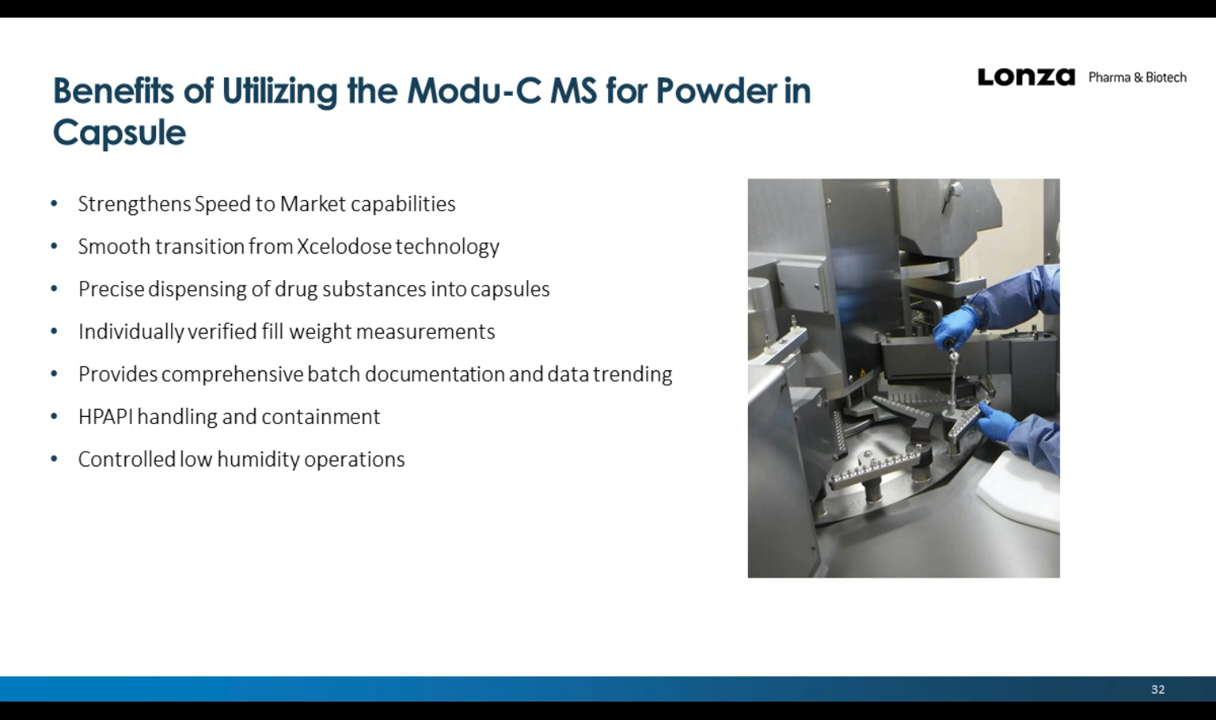 Benefits of Utilizing the Modu-C MS for Powder in
Capsule
Lonza Pharma & Biotech
• Strengthens Speed to Market capabilities
• Smooth transition from Xcelodose technology
• Precise dispensing of drug substances into capsules
• Individually verified fill weight measurements
• Provides comprehensive batch documentation and data trending
• HPAPI handling and containment
• Controlled low humidity operations
32